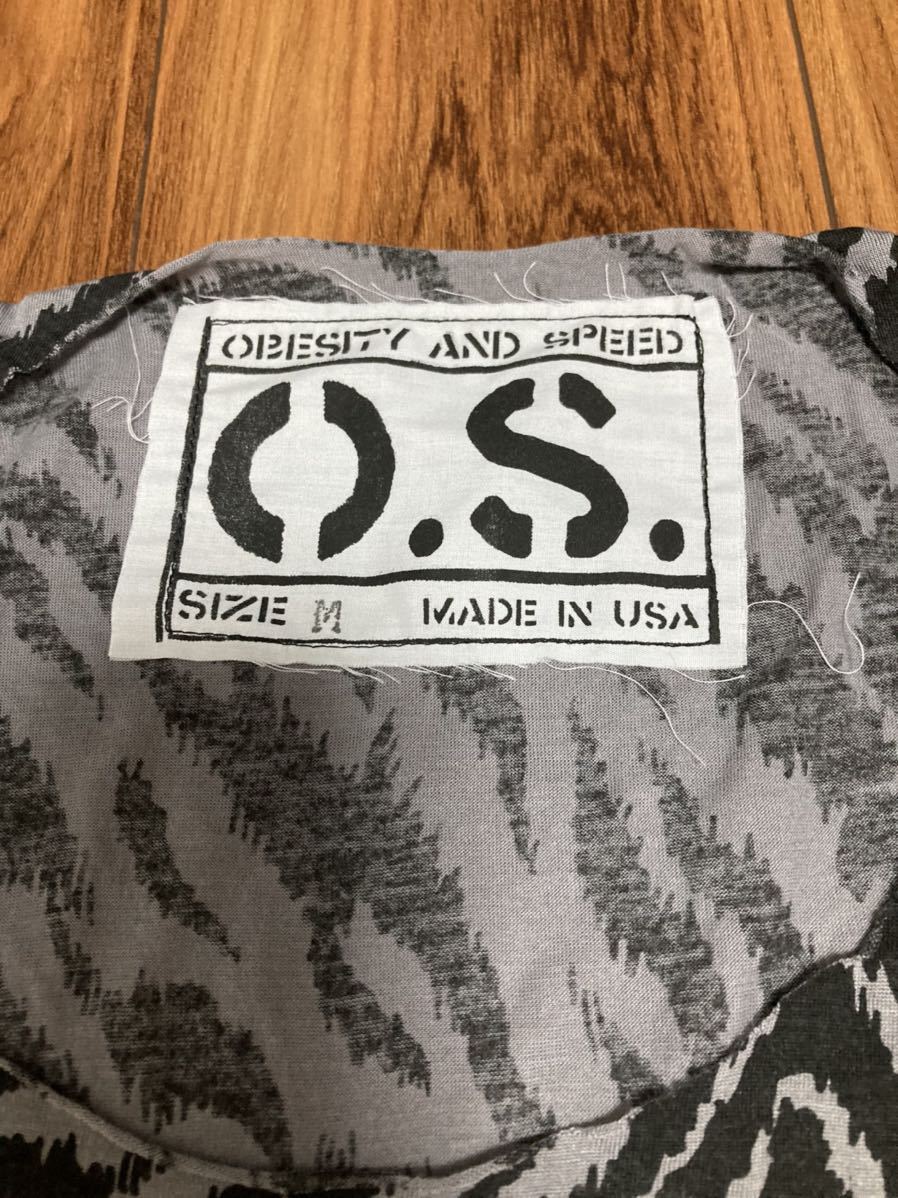 OBESITY AND SPEED
O.S.
SIZE M MADE IN USA